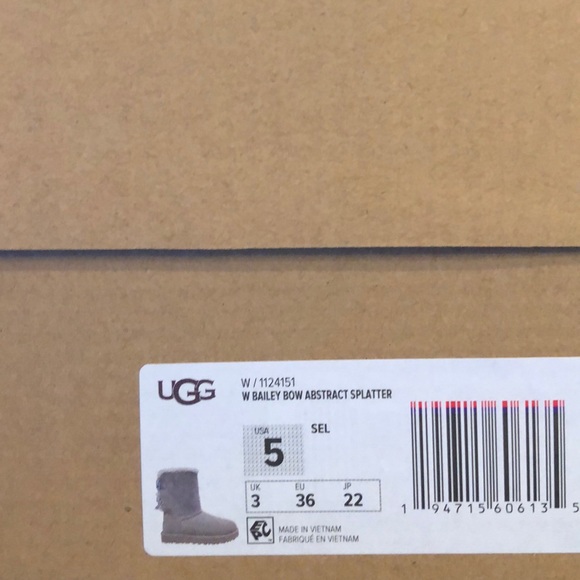 UGG
W / 1124151
W BAILEY BOW ABSTRACT SPLATTER
USA
5
SEL
UK EU JP
3 36 22
1 94715 60613 5
MADE IN VIETNAM
FABRIQUÉ EN VIETNAM